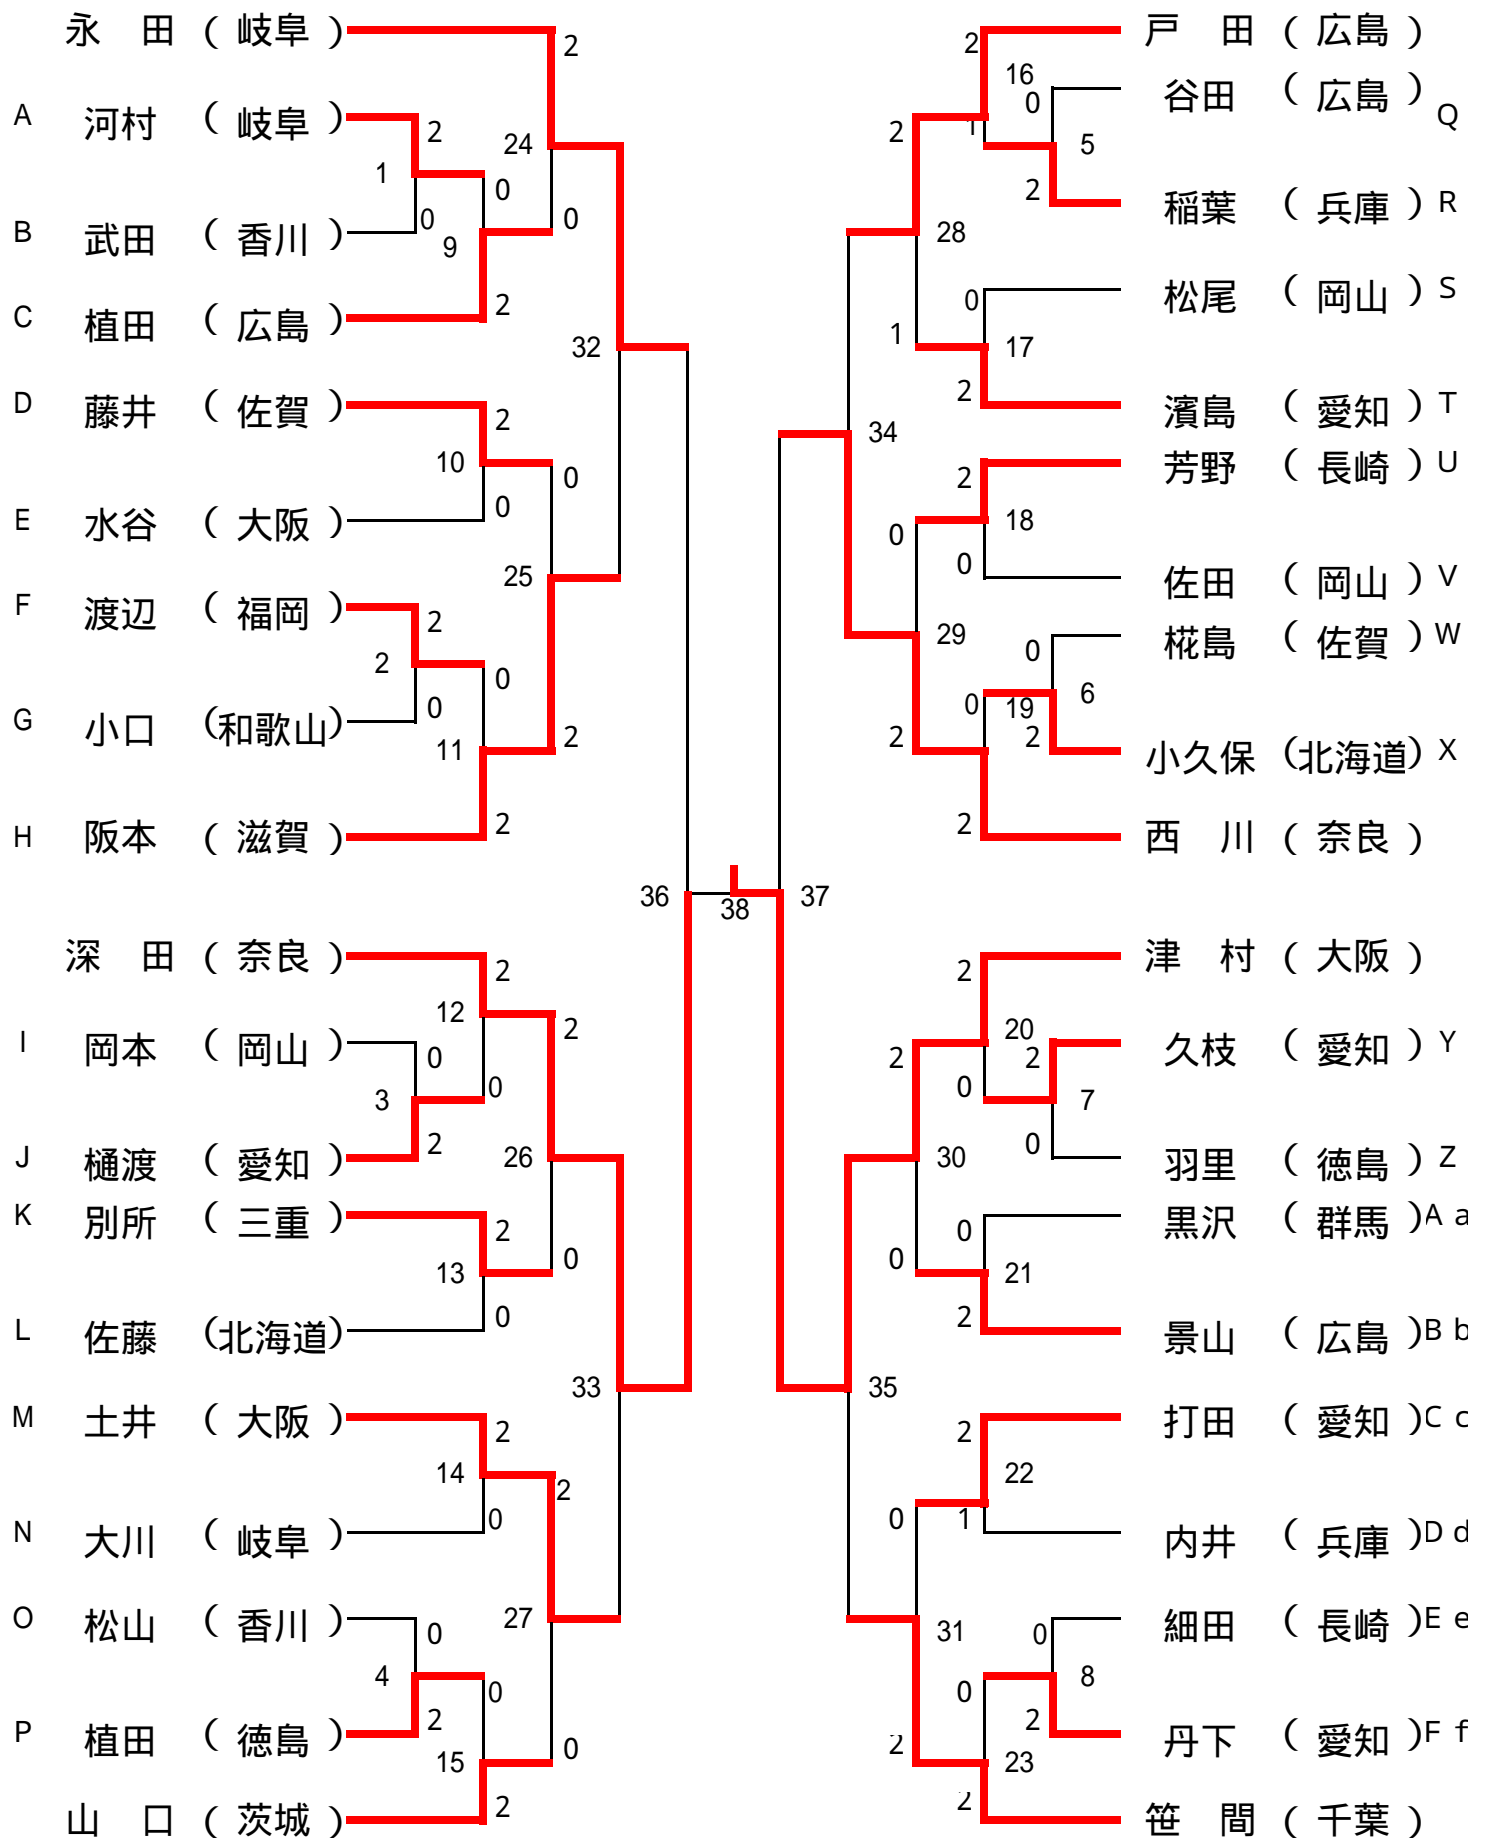 永 田 ( 岐阜 )
2
A 河村 ( 岐阜 )
2
24
1
0
B 武田 ( 香川 )
0
9
0
C 植田 ( 広島 )
2
32
D 藤井 ( 佐賀 )
2
10
0
E 水谷 ( 大阪 )
0
25
F 渡辺 ( 福岡 )
2
2
0
G 小口 (和歌山)
0
11
2
H 阪本 ( 滋賀 )
2
36
38
37
深 田 ( 奈良 )
2
12
2
I 岡本 ( 岡山 )
0
3
0
J 樋渡 ( 愛知 )
2
26
K 別所 ( 三重 )
2
13
0
L 佐藤 (北海道)
0
33
M 土井 ( 大阪 )
2
14
2
N 大川 ( 岐阜 )
0
27
O 松山 ( 香川 )
0
4
0
P 植田 ( 徳島 )
2
15
0
山 口 ( 茨城 )
2
戸 田 ( 広島 )
2
16
谷田 ( 広島 ) Q
0
2
1
5
稲葉 ( 兵庫 ) R
2
28
松尾 ( 岡山 ) S
0
1
17
濱島 ( 愛知 ) T
2
34
芳野 ( 長崎 ) U
2
0
18
佐田 ( 岡山 ) V
0
29
椛島 ( 佐賀 ) W
0
6
0
19
小久保 (北海道) X
2
2
西 川 ( 奈良 )
2
津 村 ( 大阪 )
2
20
久枝 ( 愛知 ) Y
2
2
0
7
羽里 ( 徳島 ) Z
0
30
黒沢 ( 群馬 ) A a
0
0
21
景山 ( 広島 ) B b
2
35
打田 ( 愛知 ) C c
2
22
内井 ( 兵庫 ) D d
0
1
31
細田 ( 長崎 ) E e
0
8
0
丹下 ( 愛知 ) F f
2
2
23
笹 間 ( 千葉 )
2